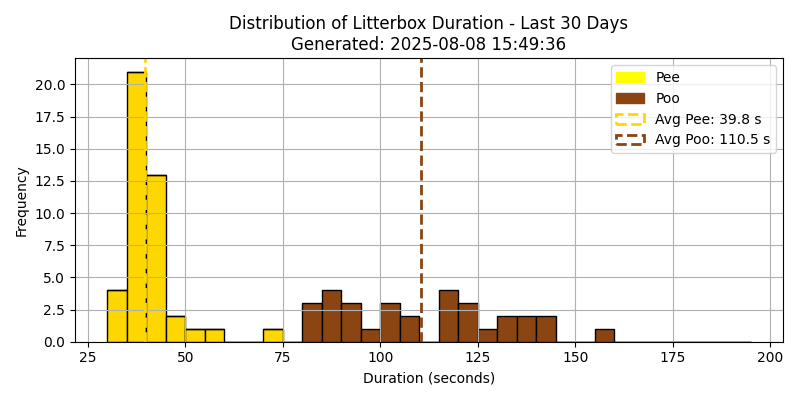 Distribution of Litterbox Duration - Last 30 Days
Generated: 2025-08-08 15:49:36
Pee
Poo
Avg Pee: 39.8 s
Avg Poo: 110.5 s
Frequency
20.0
17.5
15.0
12.5
10.0
7.5
5.0
2.5
0.0
25 50 75 100 125 150 175 200
Duration (seconds)